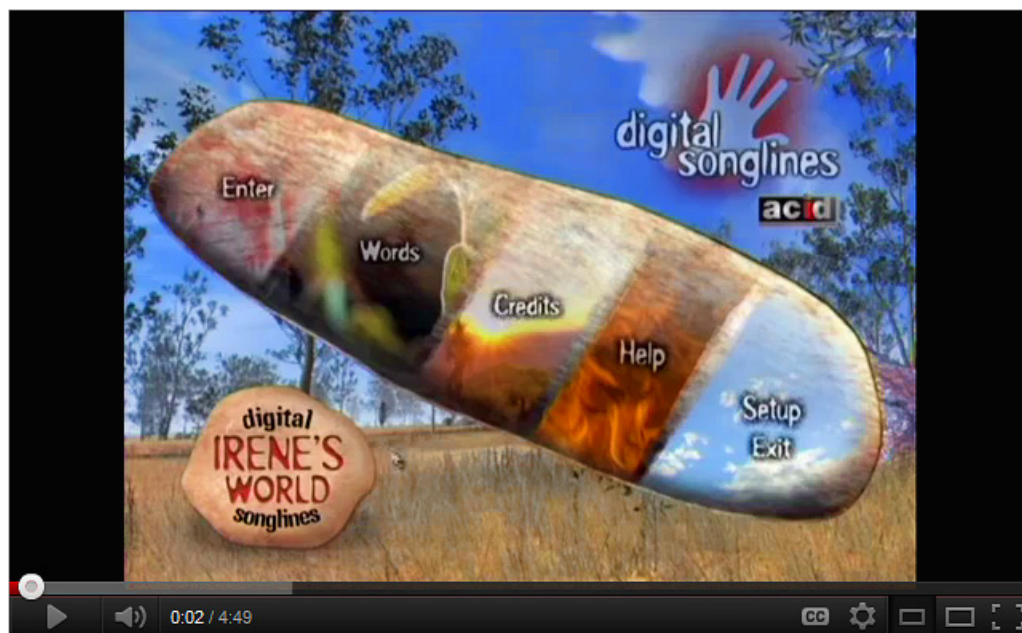 digital
songlines
acid
Enter
Words
Credits
Help
Setup
Exit
digital
IRENE'S
WORLD
songlines
0:02 / 4:49
CC